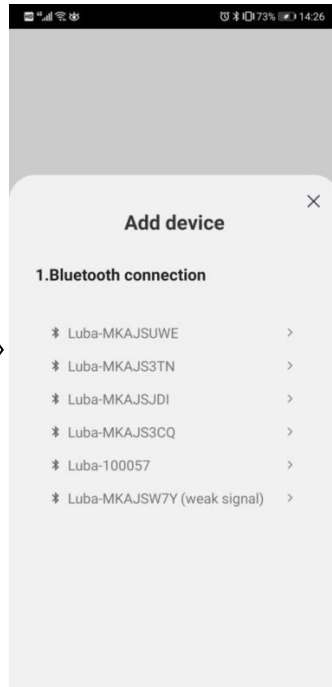 73% 14:26
Add device
1.Bluetooth connection
Luba-MKAJSUWE
Luba-MKAJS3TN
Luba-MKAJSJDI
Luba-MKAJS3CQ
Luba-100057
Luba-MKAJSW7Y (weak signal)